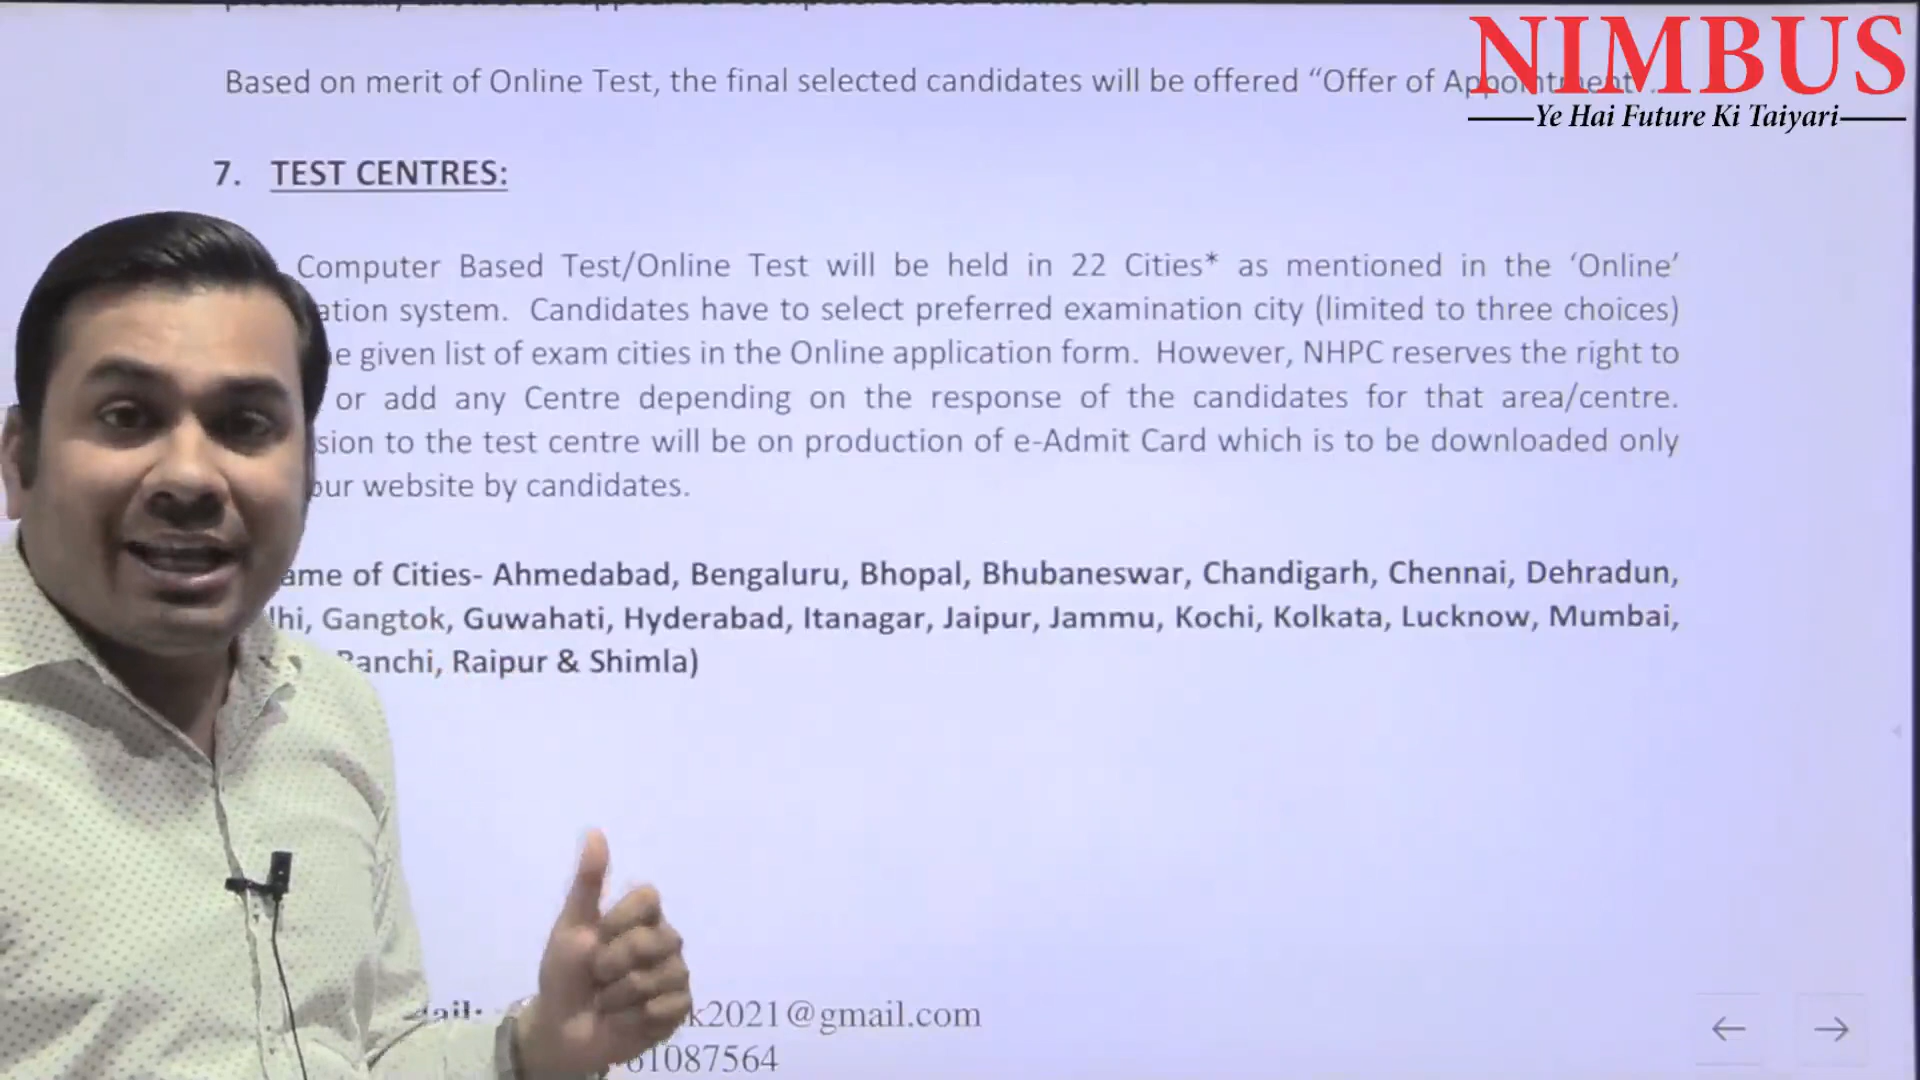 NIMBUS
Ye Hai Future Ki Taiyari
Based on merit of Online Test, the final selected candidates will be offered “Offer of Appointment”.
7. TEST CENTRES:
Computer Based Test/Online Test will be held in 22 Cities* as mentioned in the ‘Online’
ation system. Candidates have to select preferred examination city (limited to three choices)
e given list of exam cities in the Online application form. However, NHPC reserves the right to
or add any Centre depending on the response of the candidates for that area/centre.
sion to the test centre will be on production of e-Admit Card which is to be downloaded only
our website by candidates.
ame of Cities- Ahmedabad, Bengaluru, Bhopal, Bhubaneswar, Chandigarh, Chennai, Dehradun,
lhi, Gangtok, Guwahati, Hyderabad, Itanagar, Jaipur, Jammu, Kochi, Kolkata, Lucknow, Mumbai,
Ranchi, Raipur & Shimla)
ail: k2021@gmail.com
61087564